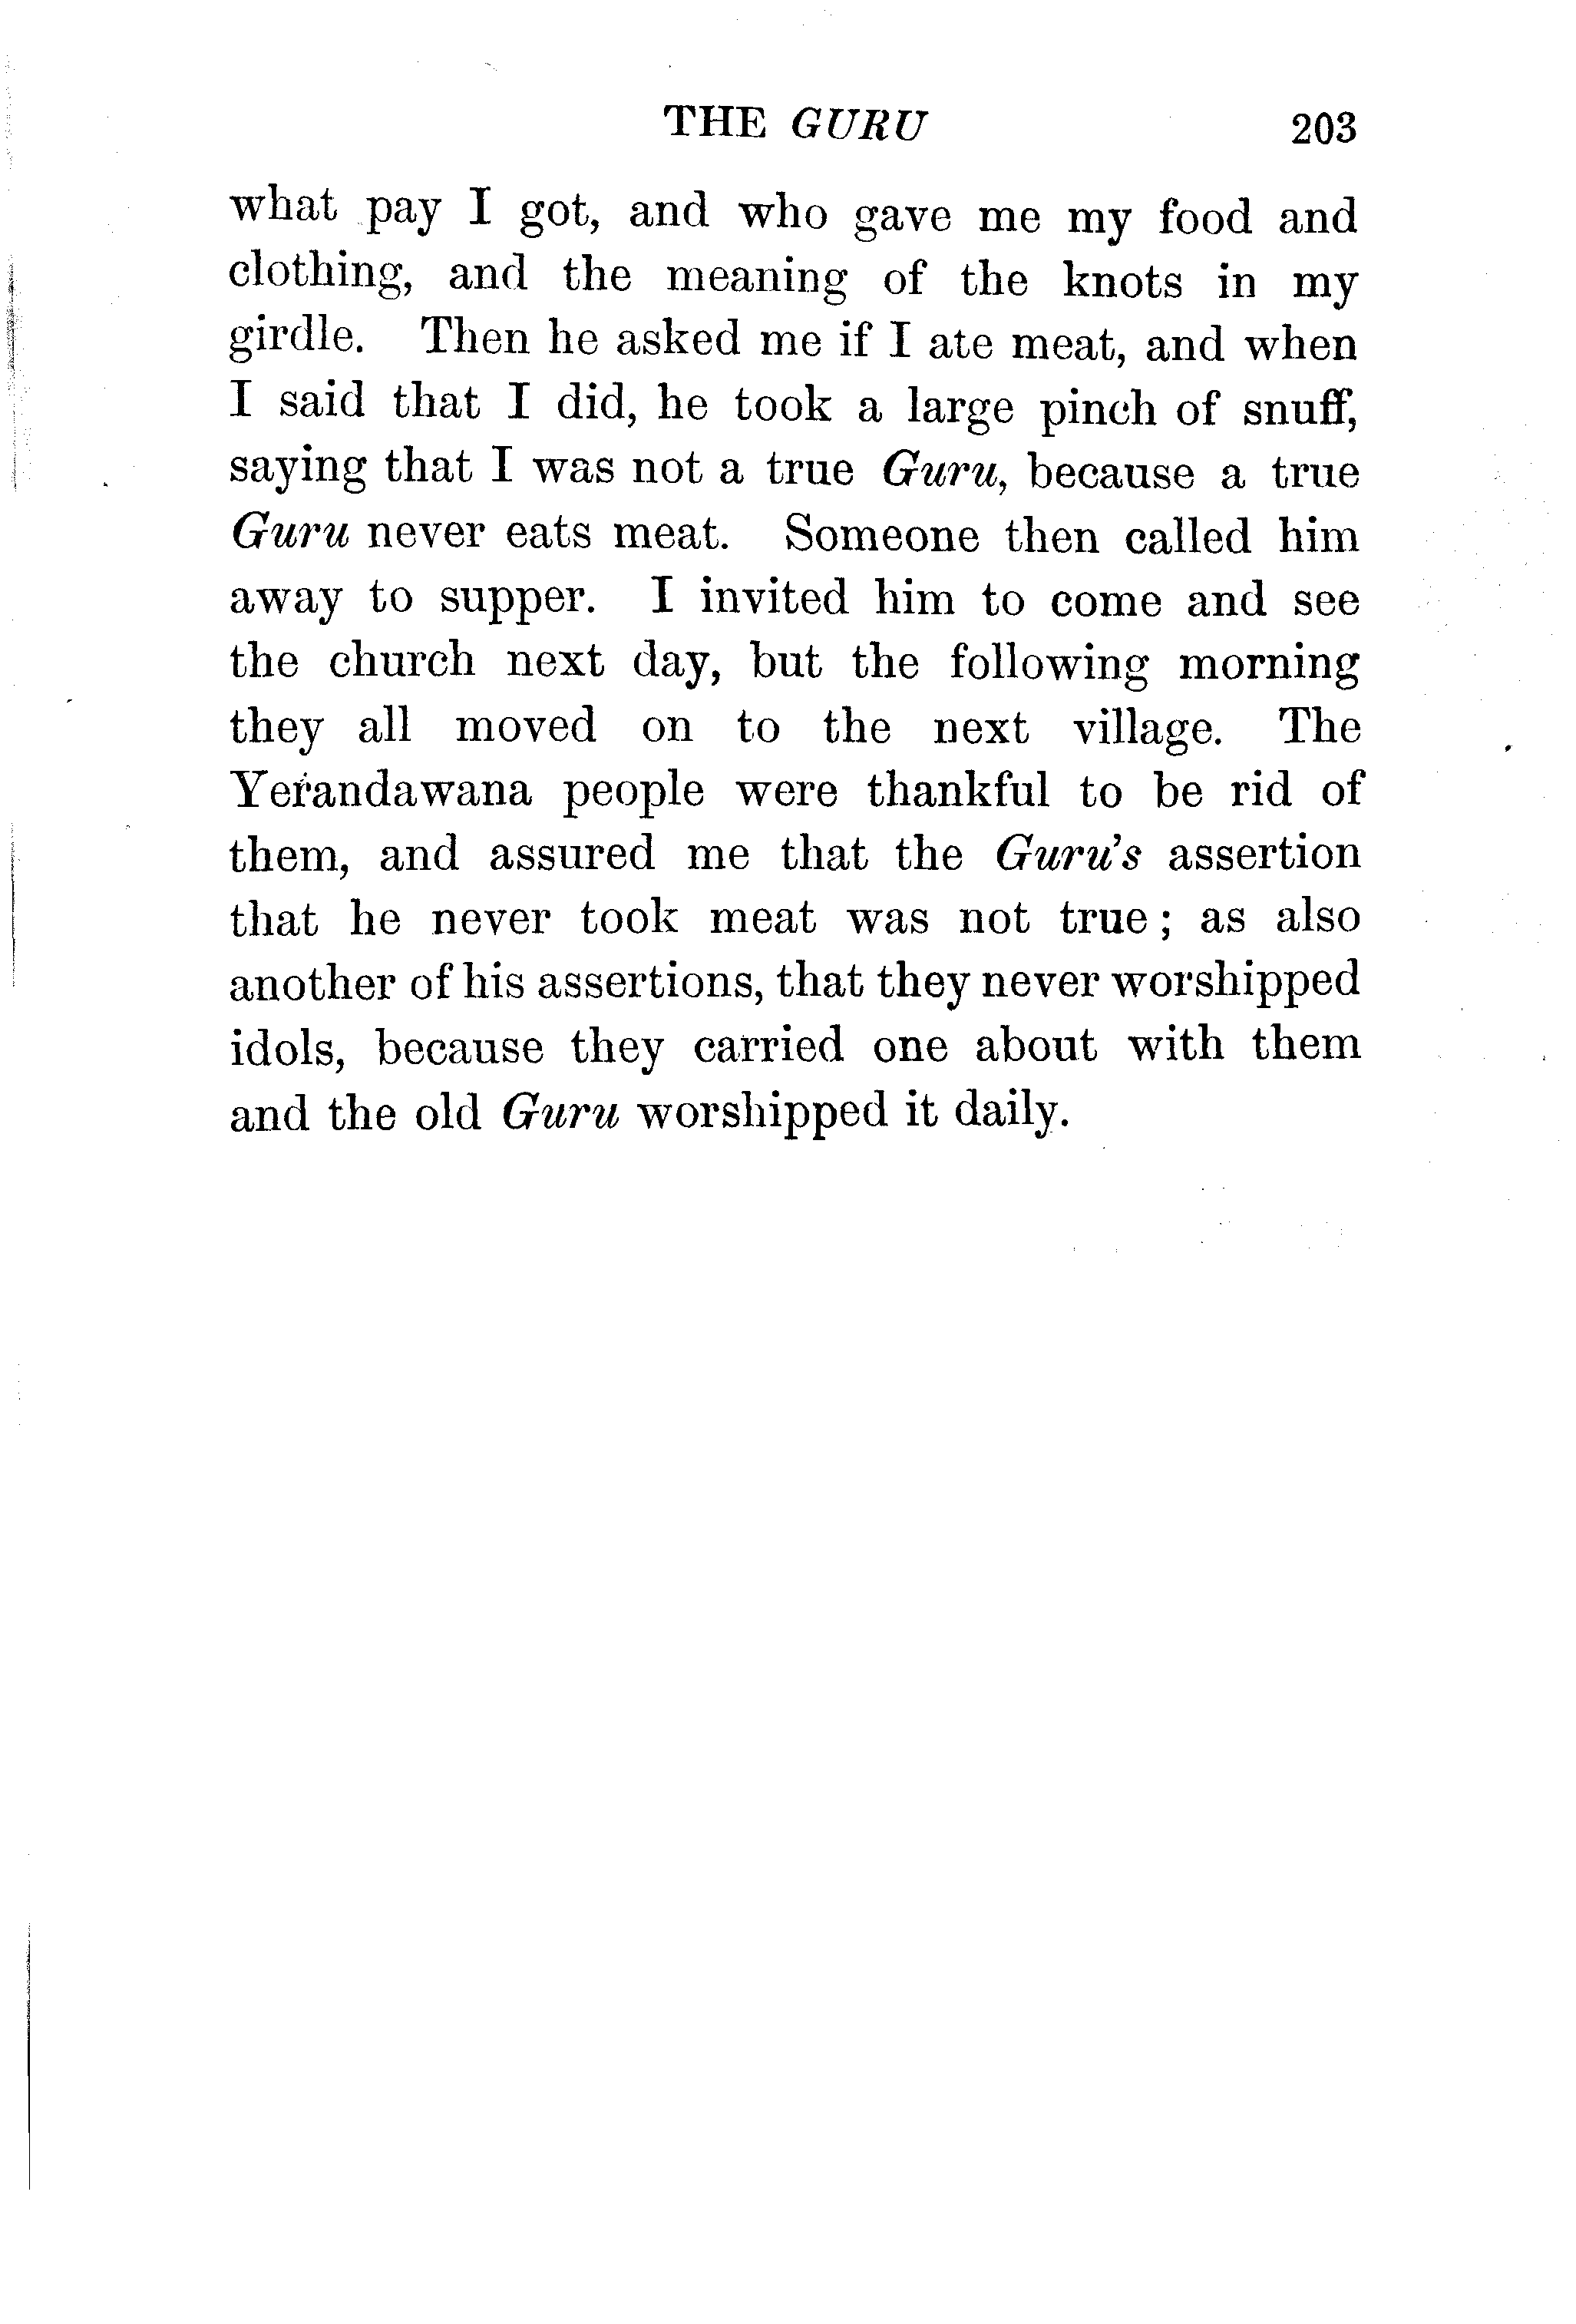 THE GURU 203
what pay I got, and who gave me my food and
clothing, and the meaning of the knots in my
girdle. Then he asked me if I ate meat, and when
I said that I did, he took a large pinch of snuff,
saying that I was not a true Guru, because a true
Guru never eats meat. Someone then called him
away to supper. I invited him to come and see
the church next day, but the following morning
they all moved on to the next village. The
Yerandawana people were thankful to be rid of
them, and assured me that the Guru's assertion
that he never took meat was not true; as also
another of his assertions, that they never worshipped
idols, because they carried one about with them
and the old Guru worshipped it daily.